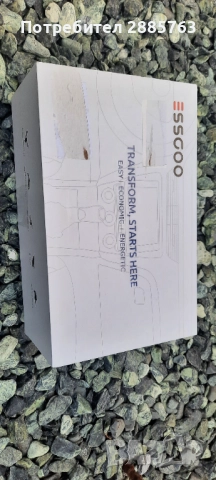 Потребител 2885763
ESSGOO
TRANSFORM, STARTS HERE
EASY + ECONOMIC + ENERGETIC